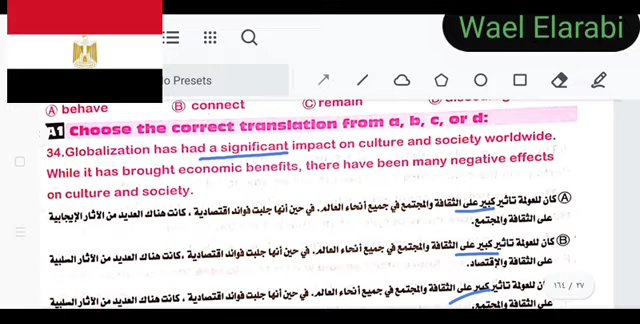 Wael Elarabi
o Presets
A behave B connect C remain D
41 Choose the correct translation from a, b, c, or d:
34.Globalization has had a significant impact on culture and society worldwide.
While it has brought economic benefits, there have been many negative effects
on culture and society.
A كان للعولمة تأثير كبير على الثقافة والمجتمع في جميع أنحاء العالم. في حين أنها جلبت فوائد اقتصادية ، كانت هناك العديد من الآثار الإيجابية
على الثقافة والمجتمع.
B كان للعولمة تأثير كبير على الثقافة والمجتمع في جميع أنحاء العالم. في حين أنها جلبت فوائد اقتصادية ، كانت هناك العديد من الآثار السلبية
على الثقافة والاقتصاد.
للعولمة تأثير كبير على الثقافة والمجتمع في جميع أنحاء العالم. في حين أنها جلبت فوائد اقتصادية ، كانت هناك العديد من الآثار السلبية
على الثقافة والمجتمع.
١٦٤ / ٢٧